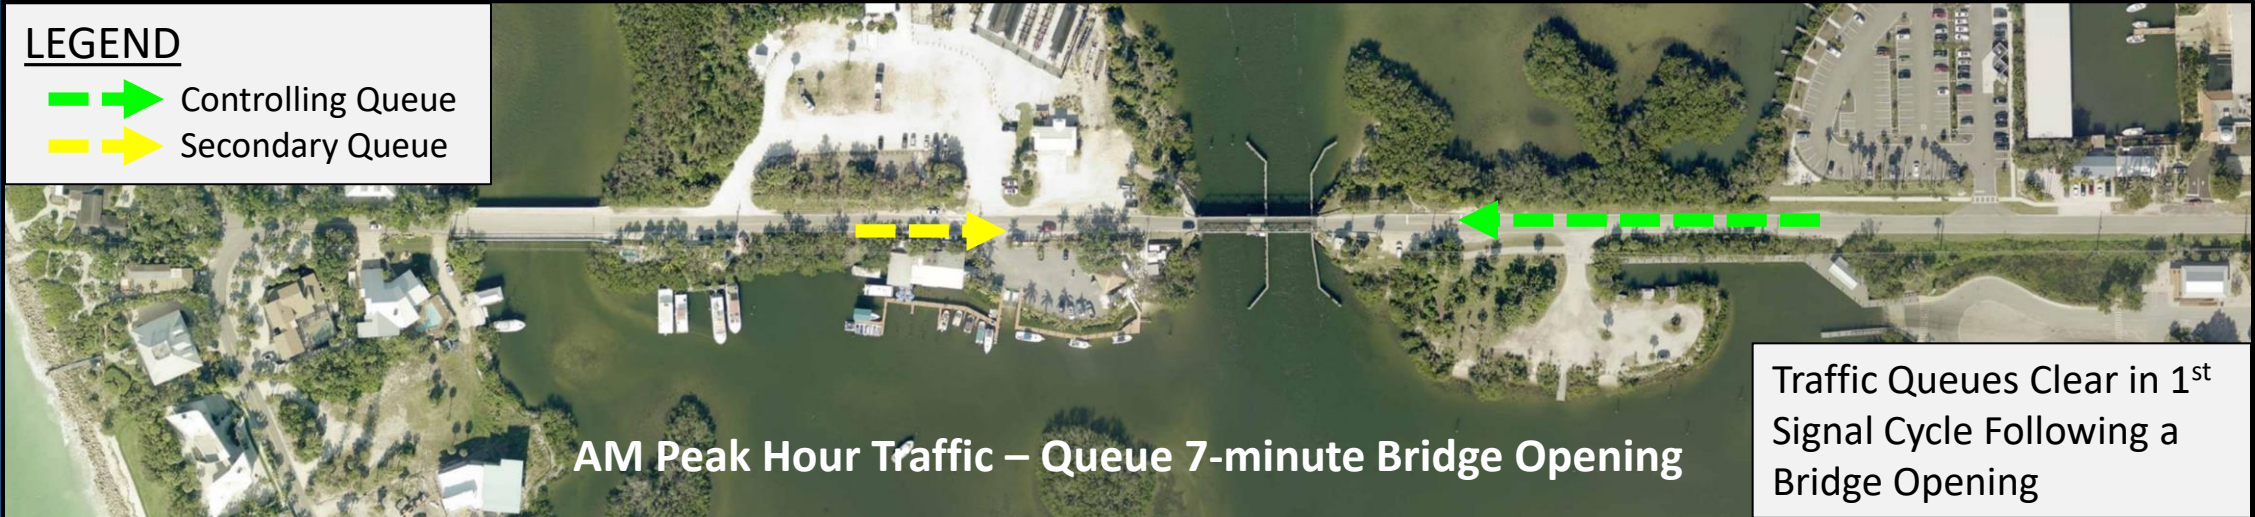 LEGEND
Controlling Queue
Secondary Queue
AM Peak Hour Traffic – Queue 7-minute Bridge Opening
Traffic Queues Clear in 1st
Signal Cycle Following a
Bridge Opening